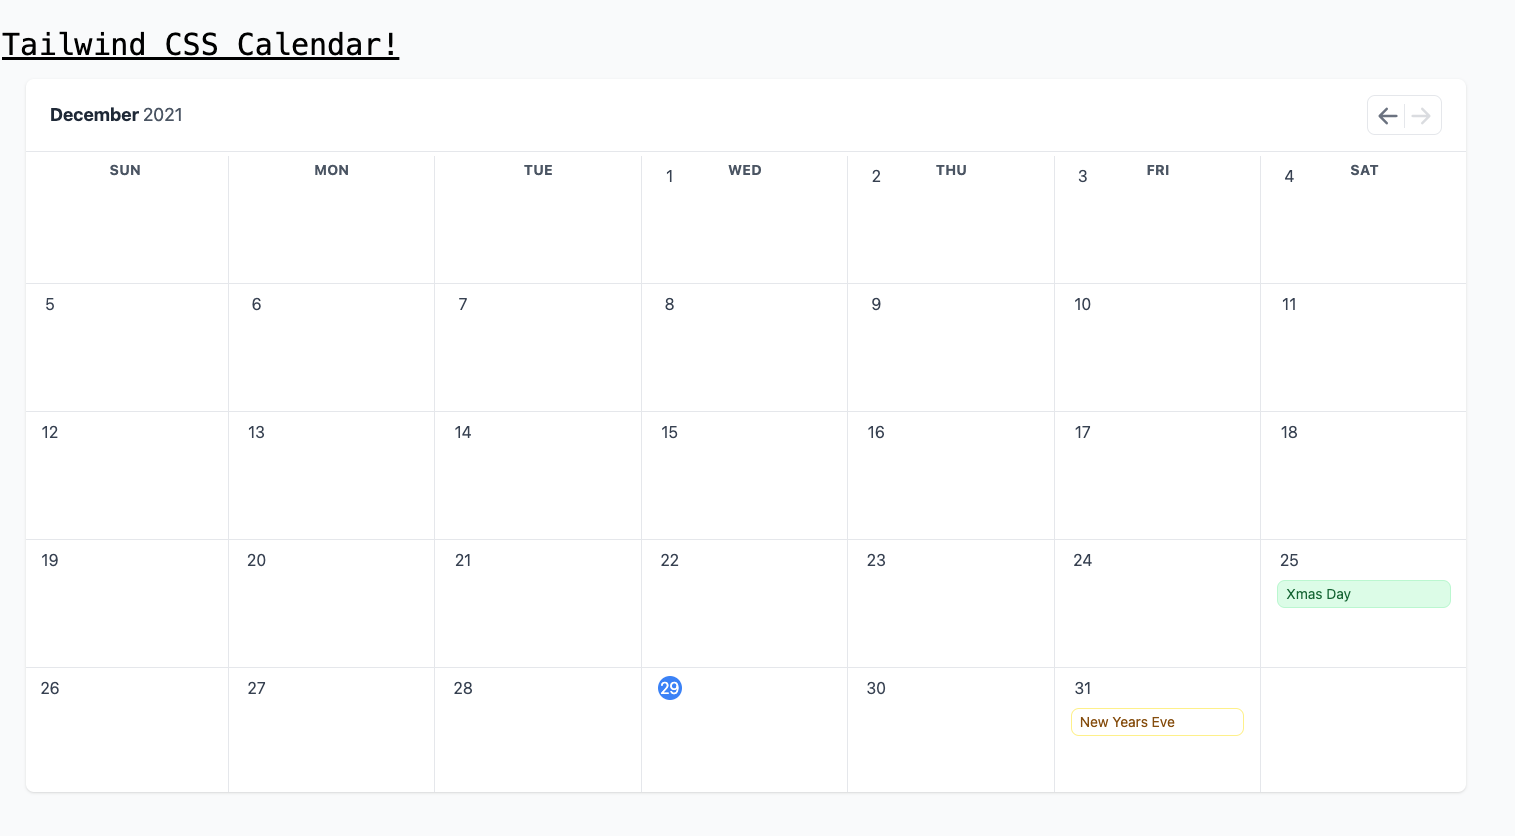 Tailwind CSS Calendar!
December 2021
SUN MON TUE WED THU FRI SAT
1 2 3 4
5 6 7 8 9 10 11
12 13 14 15 16 17 18
19 20 21 22 23 24 25
Xmas Day
26 27 28 29 30 31
New Years Eve